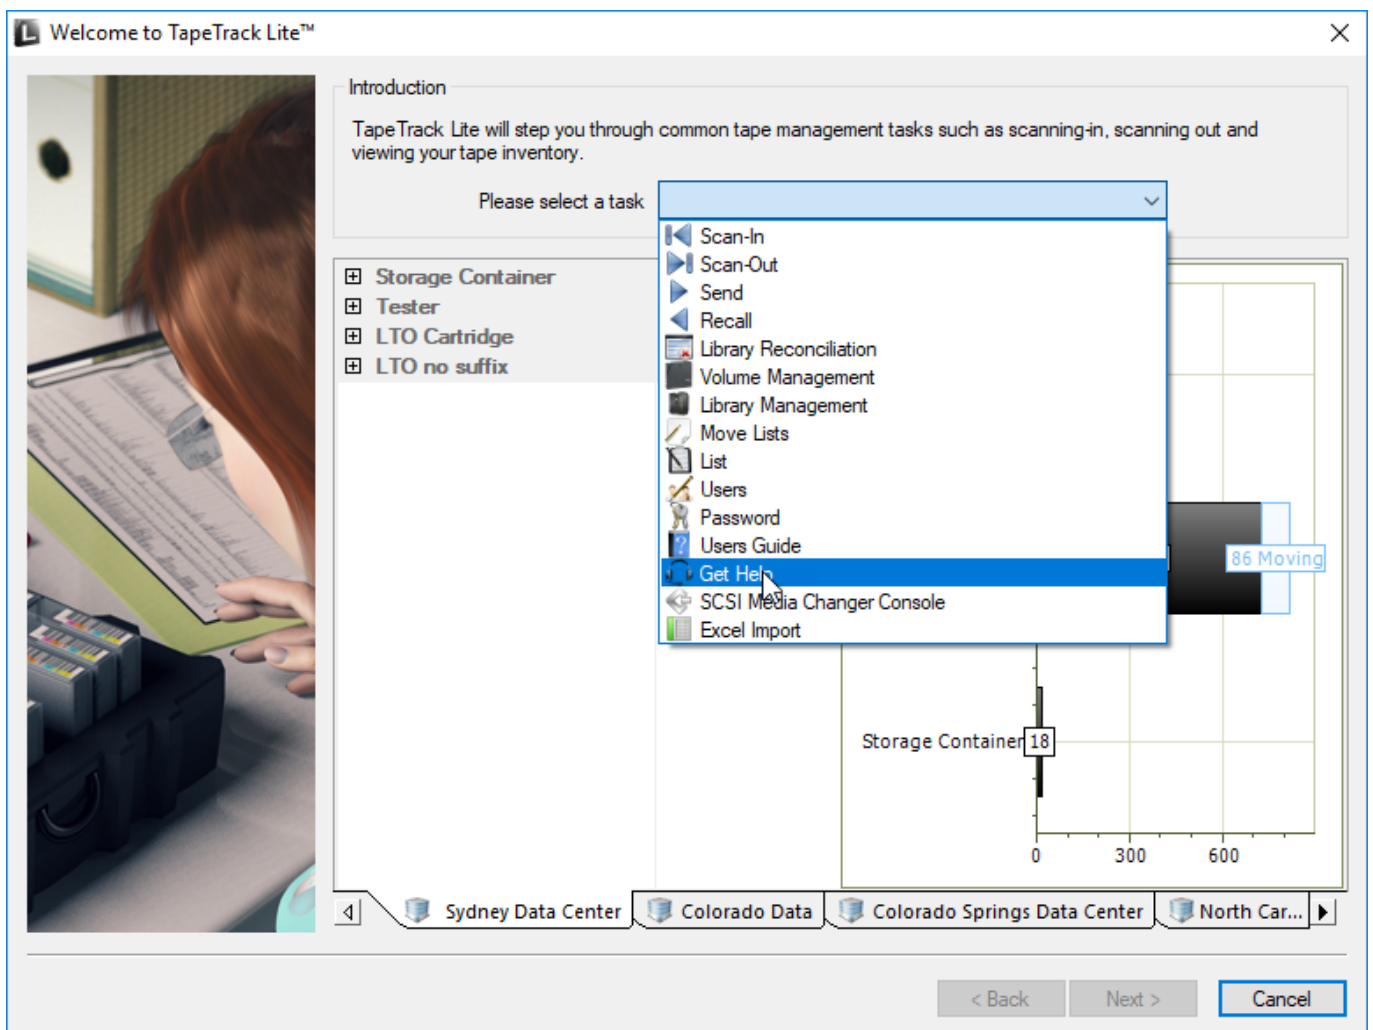 Welcome to TapeTrack Lite™
Introduction
TapeTrack Lite will step you through common tape management tasks such as scanning-in, scanning out and
viewing your tape inventory.
Please select a task
Scan-In
Scan-Out
Send
Recall
Library Reconciliation
Volume Management
Library Management
Move Lists
List
Users
Password
Users Guide
Get Help
SCSI Media Changer Console
Excel Import
Storage Container
Tester
LTO Cartridge
LTO no suffix
86 Moving
Storage Container 18
0 300 600
Sydney Data Center Colorado Data Colorado Springs Data Center North Car...
< Back Next > Cancel